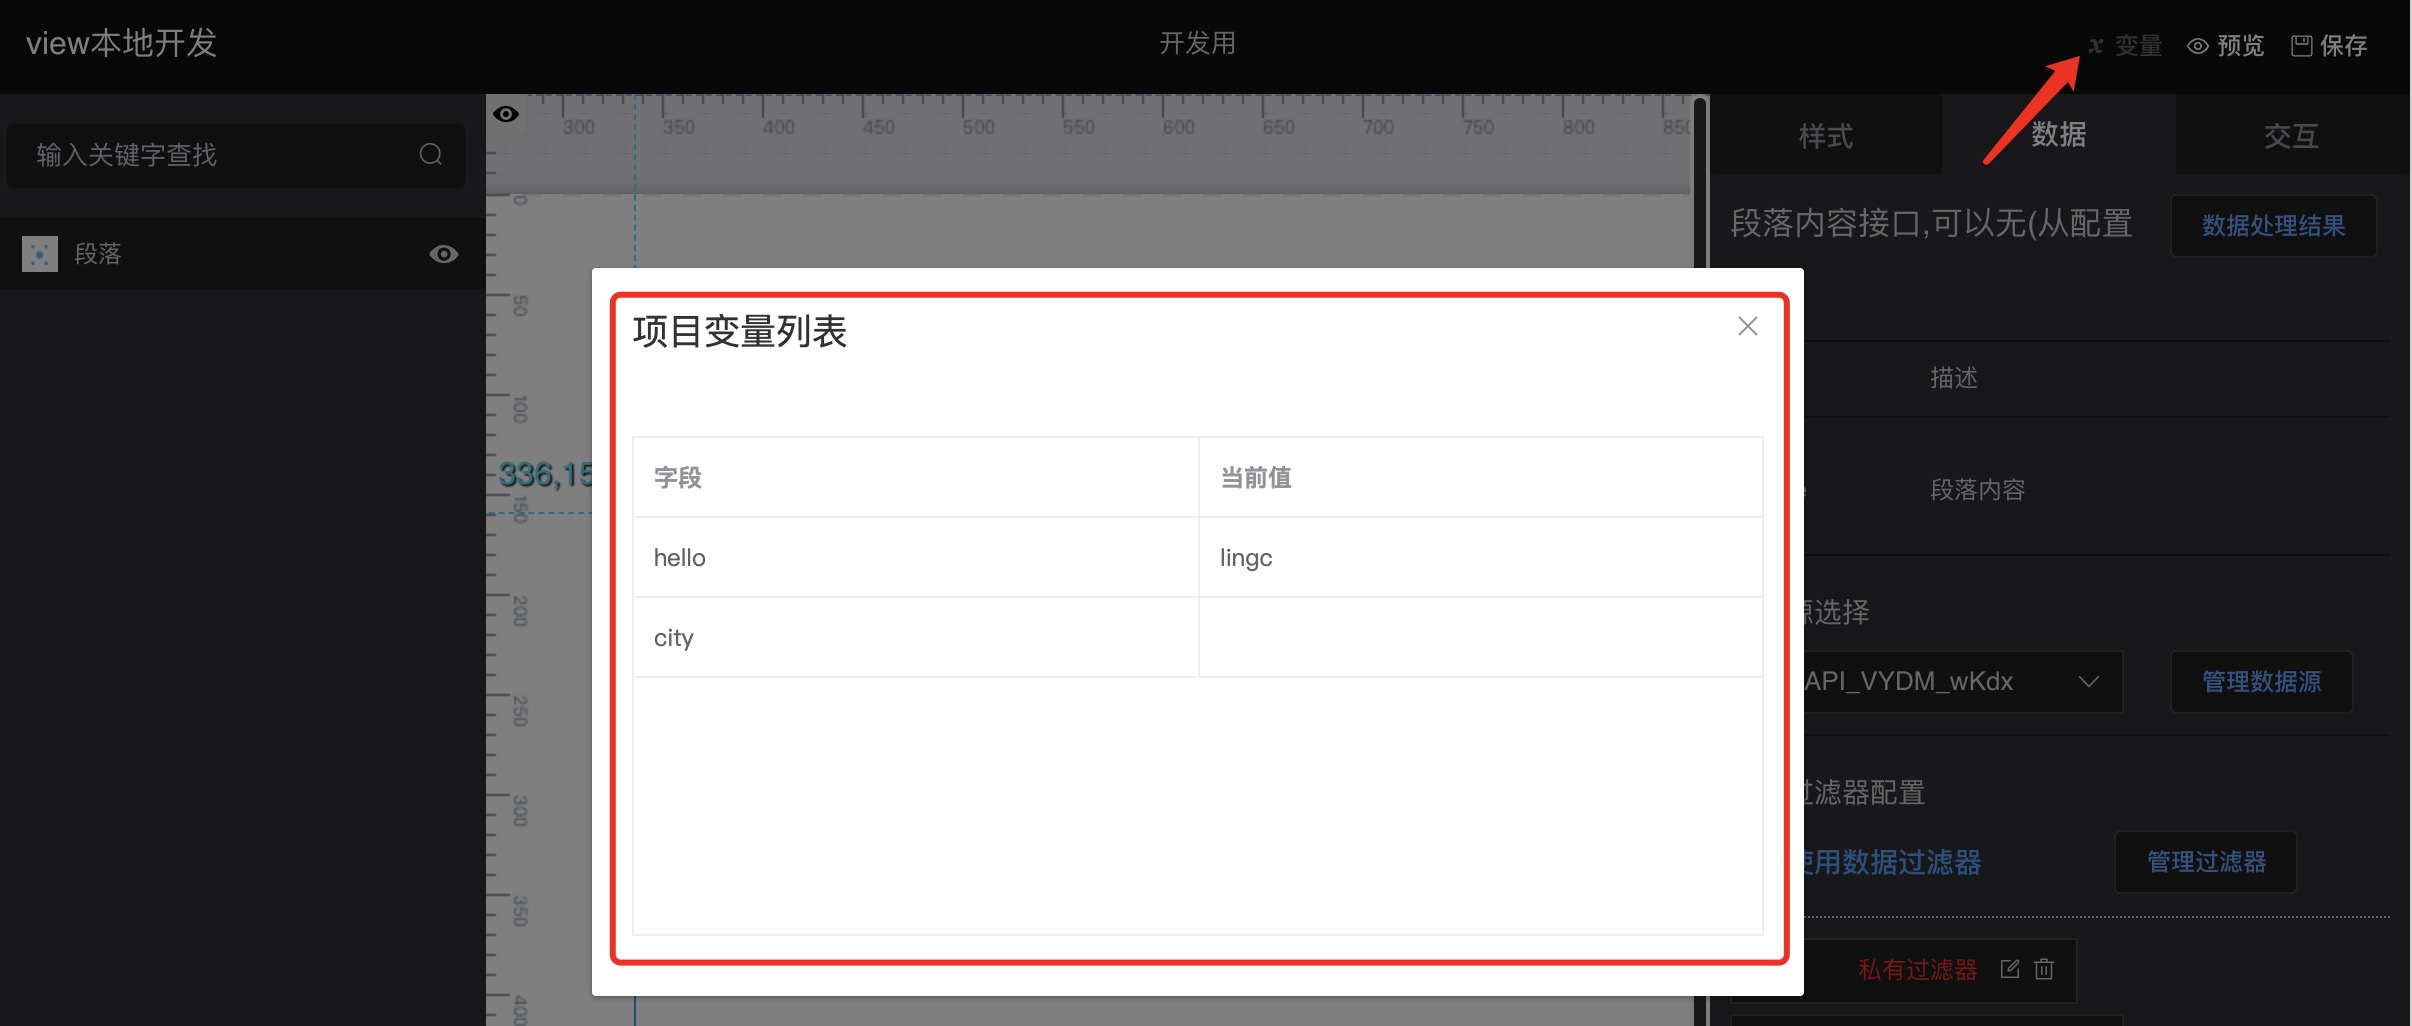 view本地开发
开发用
变量
预览
保存
输入关键字查找
段落
300 350 400 450 500 550 600 650 700 750 800 850
0
50
100
150
200
250
300
350
400
336,15
样式
数据
交互
段落内容接口,可以无(从配置
数据处理结果
描述
段落内容
源选择
API_VYDM_wKdx
管理数据源
过滤器配置
使用数据过滤器
管理过滤器
私有过滤器
项目变量列表
字段 当前值
hello lingc
city